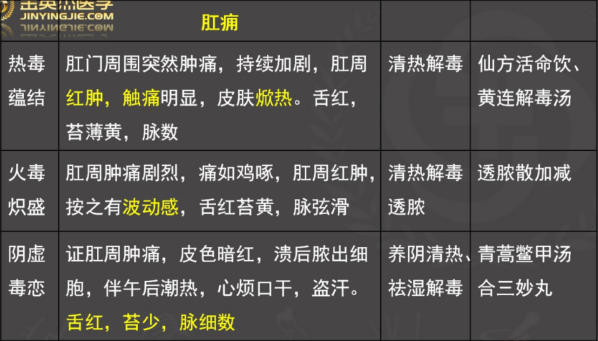 金英杰医学
JINYINGJIE.COM
肛痈
热毒蕴结
肛门周围突然肿痛，持续加剧，肛周
红肿，触痛明显，皮肤焮热。舌红，
苔薄黄，脉数
清热解毒
仙方活命饮、
黄连解毒汤
火毒炽盛
肛周肿痛剧烈，痛如鸡啄，肛周红肿，
按之有波动感，舌红苔黄，脉弦滑
清热解毒
透脓
透脓散加减
阴虚毒恋
证肛周肿痛，皮色暗红，溃后脓出细
胞，伴午后潮热，心烦口干，盗汗。
舌红，苔少，脉细数
养阴清热、
祛湿解毒
青蒿鳖甲汤
合三妙丸